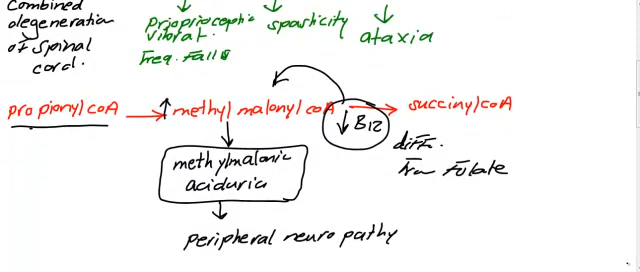 Combined
degeneration
of spinal
cord.
Proprioceptic
vibrat.
freq. falls
spasticity
ataxia
propionyl coA → ↑ methyl malonyl coA → succinyl coA
↓ B12
diff.
from folate
methylmalonic
aciduria
peripheral neuropathy